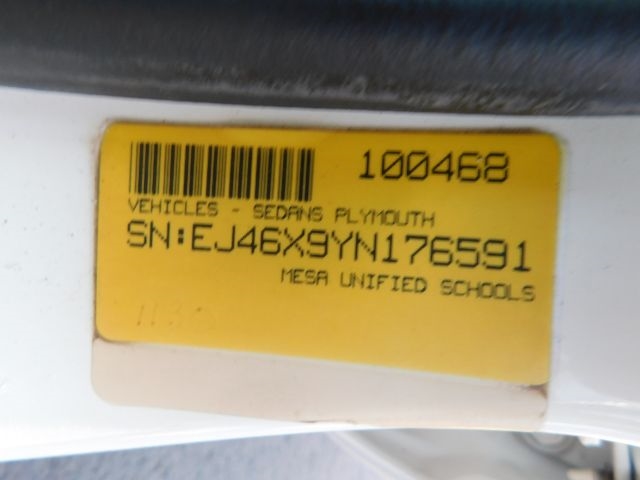 100468
VEHICLES - SEDANS PLYMOUTH
SN:EJ46X9YN176591
MESA UNIFIED SCHOOLS